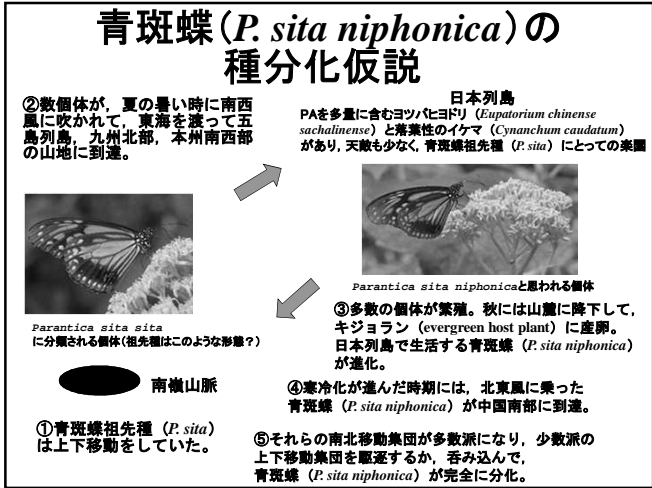 青斑蝶（P. sita niphonica）の
種分化仮説
②数個体が，夏の暑い時に南西
風に吹かれて，東海を渡って五
島列島，九州北部，本州南西部
の山地に到達。
日本列島
PAを多量に含むヨツバヒヨドリ（Eupatorium chinense
sachalinense）と落葉性のイケマ（Cynanchum caudatum）
があり，天敵も少なく，青斑蝶祖先種（P. sita）にとっての楽園
Parantica sita sita
に分類される個体（祖先種はこのような形態？）
Parantica sita niphonicaと思われる個体
③多数の個体が繁殖。秋には山麓に降下して，
キジョラン（evergreen host plant）に産卵。
日本列島で生活する青斑蝶（P. sita niphonica）
が進化。
南嶺山脈
①青斑蝶祖先種（P. sita）
は上下移動をしていた。
④寒冷化が進んだ時期には，北東風に乗った
青斑蝶（P. sita niphonica）が中国南部に到達。
⑤それらの南北移動集団が多数派になり，少数派の
上下移動集団を駆逐するか，呑み込んで，
青斑蝶（P. sita niphonica）が完全に分化。